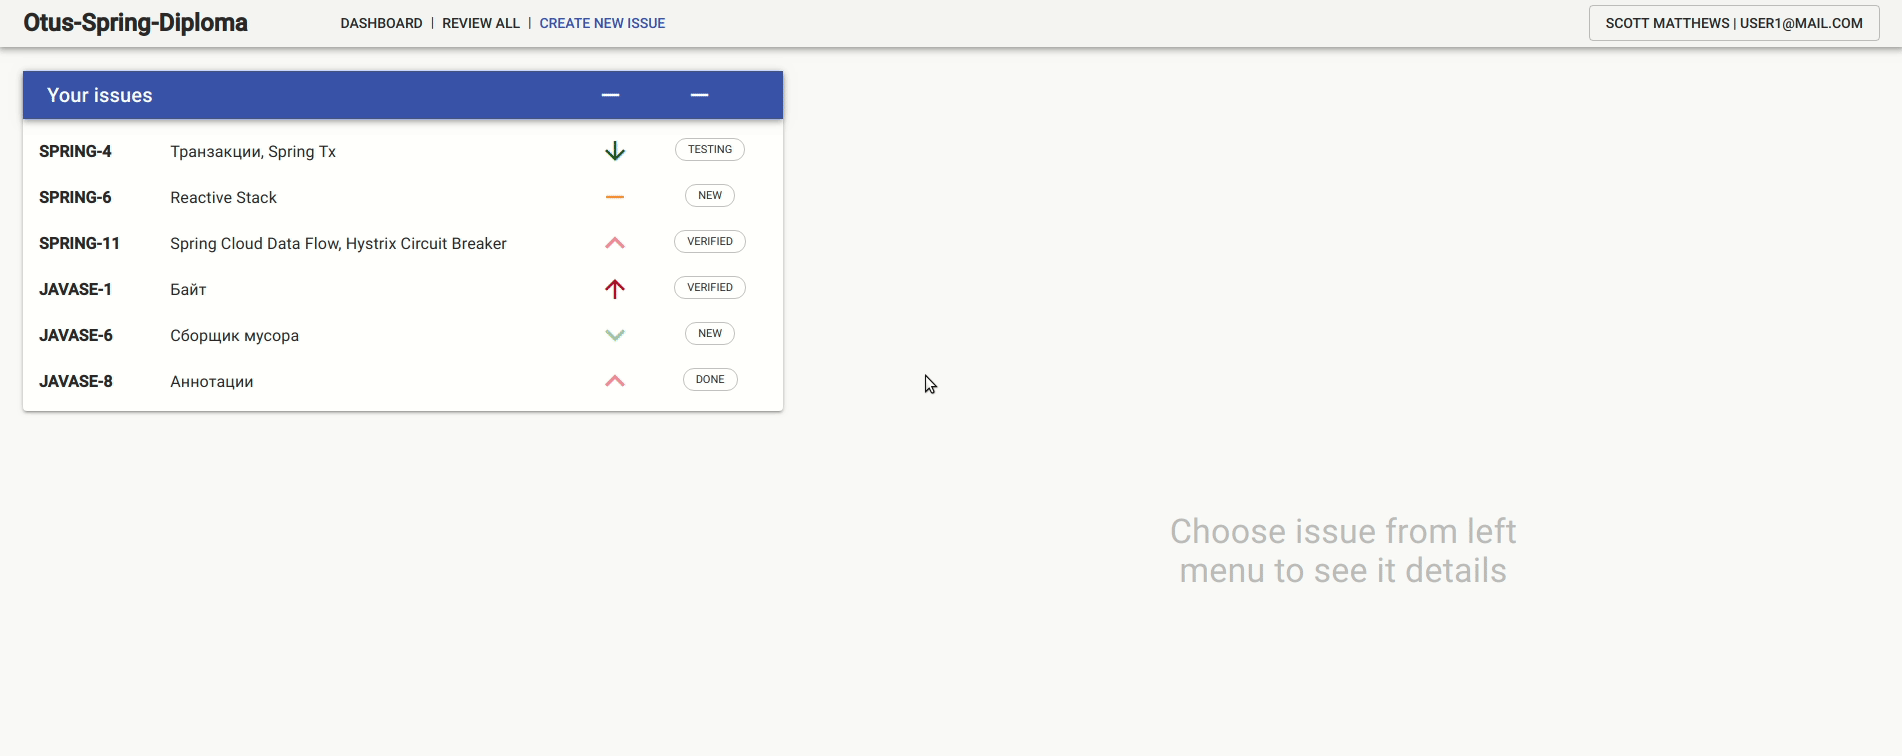 Otus-Spring-Diploma DASHBOARD | REVIEW ALL | CREATE NEW ISSUE SCOTT MATTHEWS | USER1@MAIL.COM
Your issues
SPRING-4 Транзакции, Spring Tx TESTING
SPRING-6 Reactive Stack NEW
SPRING-11 Spring Cloud Data Flow, Hystrix Circuit Breaker VERIFIED
JAVASE-1 Байт VERIFIED
JAVASE-6 Сборщик мусора NEW
JAVASE-8 Аннотации DONE
Choose issue from left
menu to see it details